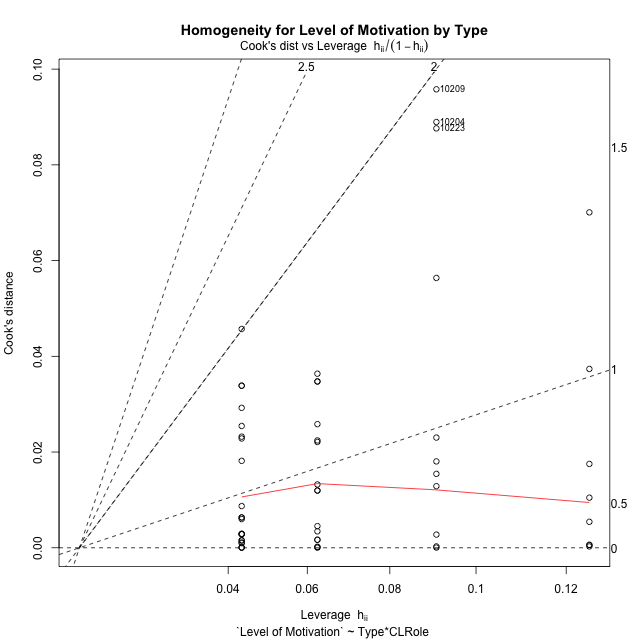 Homogeneity for Level of Motivation by Type
Cook's dist vs Leverage hii/(1 − hii)
2.5
2
0.10
10209
10204
10223
1.5
0.08
0.06
Cook's distance
0.04
1
0.02
0.5
0.00
0
0.04 0.06 0.08 0.1 0.12
Leverage hii
`Level of Motivation` ~ Type*CLRole